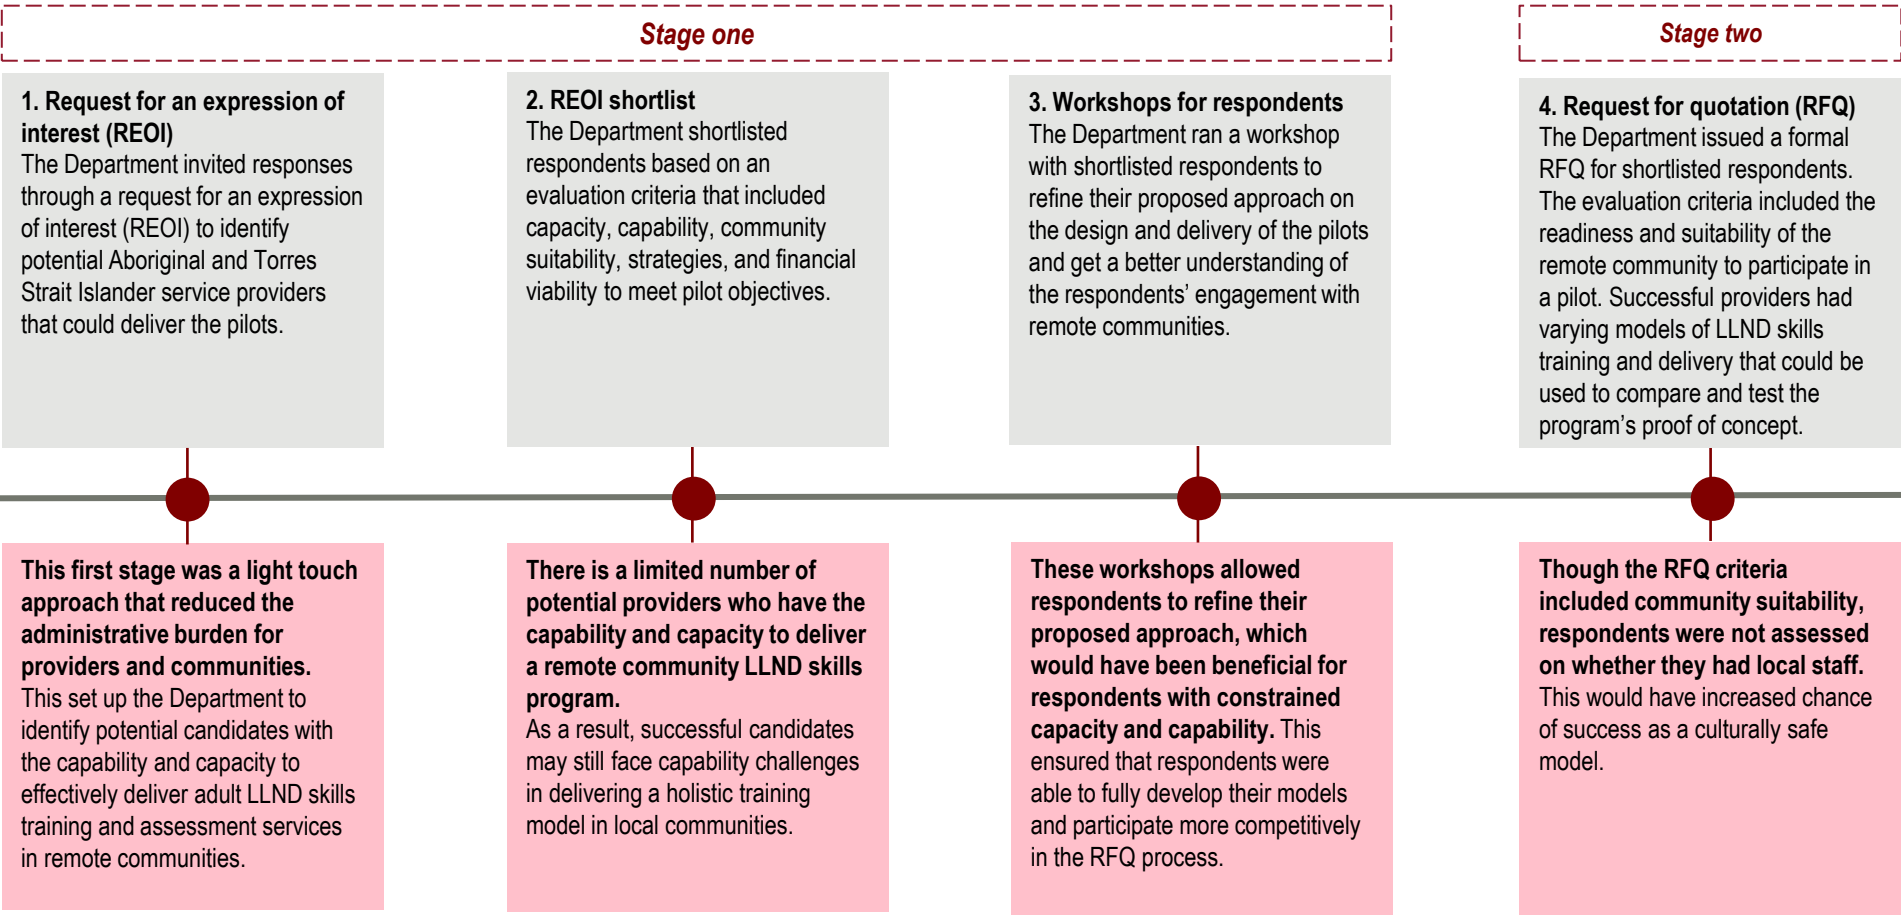 Stage one
Stage two
1. Request for an expression of
interest (REOI)
The Department invited responses
through a request for an expression
of interest (REOI) to identify
potential Aboriginal and Torres
Strait Islander service providers
that could deliver the pilots.
2. REOI shortlist
The Department shortlisted
respondents based on an
evaluation criteria that included
capacity, capability, community
suitability, strategies, and financial
viability to meet pilot objectives.
3. Workshops for respondents
The Department ran a workshop
with shortlisted respondents to
refine their proposed approach on
the design and delivery of the pilots
and get a better understanding of
the respondents’ engagement with
remote communities.
4. Request for quotation (RFQ)
The Department issued a formal
RFQ for shortlisted respondents.
The evaluation criteria included the
readiness and suitability of the
remote community to participate in
a pilot. Successful providers had
varying models of LLND skills
training and delivery that could be
used to compare and test the
program’s proof of concept.
This first stage was a light touch
approach that reduced the
administrative burden for
providers and communities.
This set up the Department to
identify potential candidates with
the capability and capacity to
effectively deliver adult LLND skills
training and assessment services
in remote communities.
There is a limited number of
potential providers who have the
capability and capacity to deliver
a remote community LLND skills
program.
As a result, successful candidates
may still face capability challenges
in delivering a holistic training
model in local communities.
These workshops allowed
respondents to refine their
proposed approach, which
would have been beneficial for
respondents with constrained
capacity and capability. This
ensured that respondents were
able to fully develop their models
and participate more competitively
in the RFQ process.
Though the RFQ criteria
included community suitability,
respondents were not assessed
on whether they had local staff.
This would have increased chance
of success as a culturally safe
model.